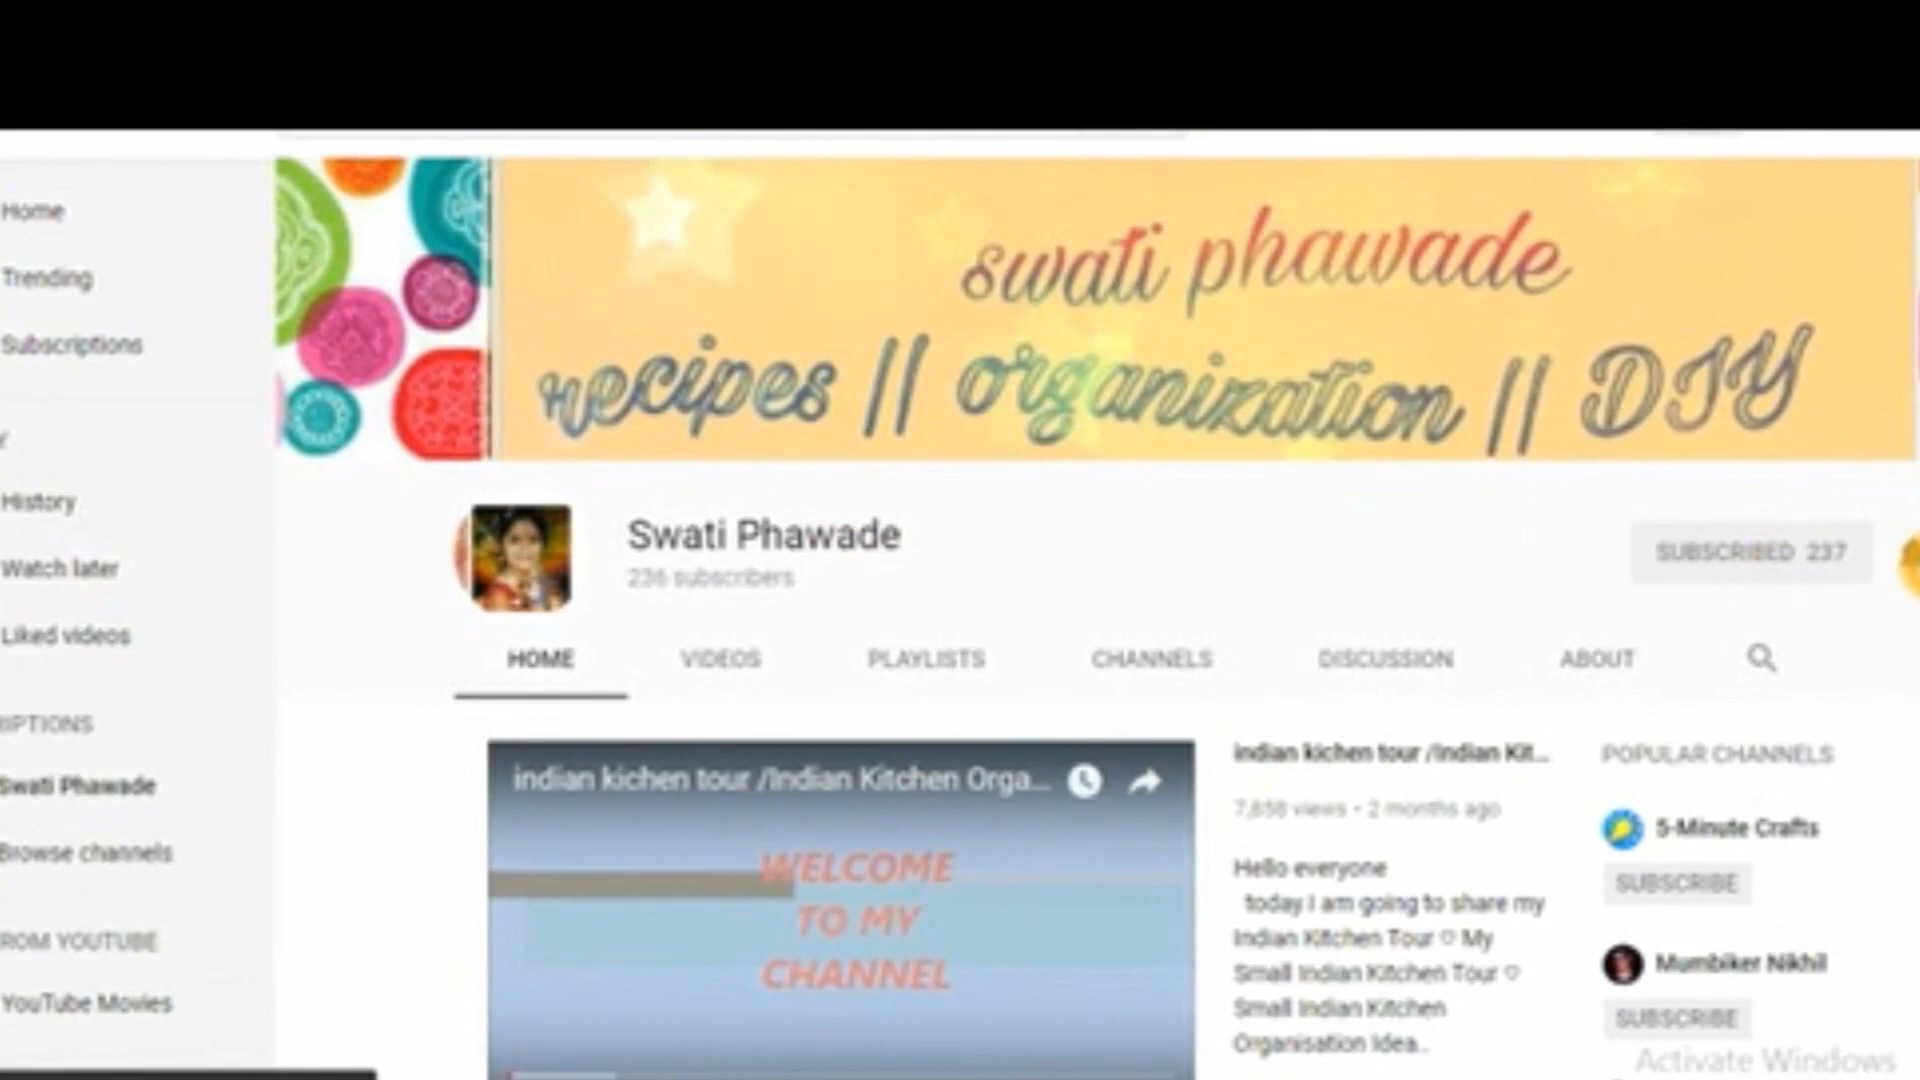 Home
Trending
Subscriptions
Y
History
Watch later
Liked videos
IPTIONS
Swati Phawade
Browse channels
ROM YOUTUBE
YouTube Movies
swati phawade
recipes || organization || DIY
Swati Phawade
236 subscribers
SUBSCRIBED 237
HOME VIDEOS PLAYLISTS CHANNELS DISCUSSION ABOUT
indian kichen tour /Indian Kitchen Orga...
WELCOME
TO MY
CHANNEL
indian kichen tour /Indian Kit...
7,858 views • 2 months ago
Hello everyone
today I am going to share my
Indian Kitchen Tour ♡ My
Small Indian Kitchen Tour ♡
Small Indian Kitchen
Organisation Idea..
POPULAR CHANNELS
5-Minute Crafts
SUBSCRIBE
Mumbiker Nikhil
SUBSCRIBE
Activate Windows